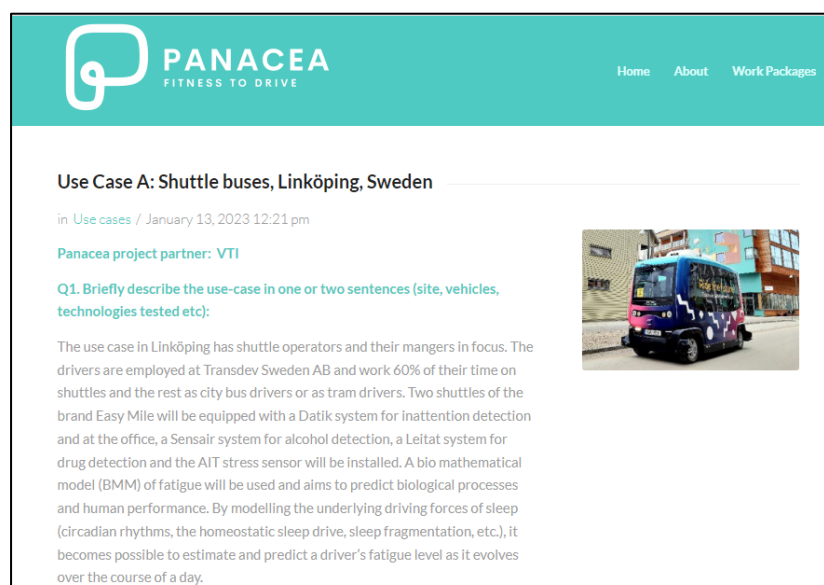 PANACEA
FITNESS TO DRIVE
Home About Work Packages
Use Case A: Shuttle buses, Linköping, Sweden
in Use cases / January 13, 2023 12:21 pm
Panacea project partner: VTI
Q1. Briefly describe the use-case in one or two sentences (site, vehicles,
technologies tested etc):
The use case in Linköping has shuttle operators and their mangers in focus. The
drivers are employed at Transdev Sweden AB and work 60% of their time on
shuttles and the rest as city bus drivers or as tram drivers. Two shuttles of the
brand Easy Mile will be equipped with a Datik system for inattention detection
and at the office, a Sensair system for alcohol detection, a Leitat system for
drug detection and the AIT stress sensor will be installed. A bio mathematical
model (BMM) of fatigue will be used and aims to predict biological processes
and human performance. By modelling the underlying driving forces of sleep
(circadian rhythms, the homeostatic sleep drive, sleep fragmentation, etc.), it
becomes possible to estimate and predict a driver's fatigue level as it evolves
over the course of a day.